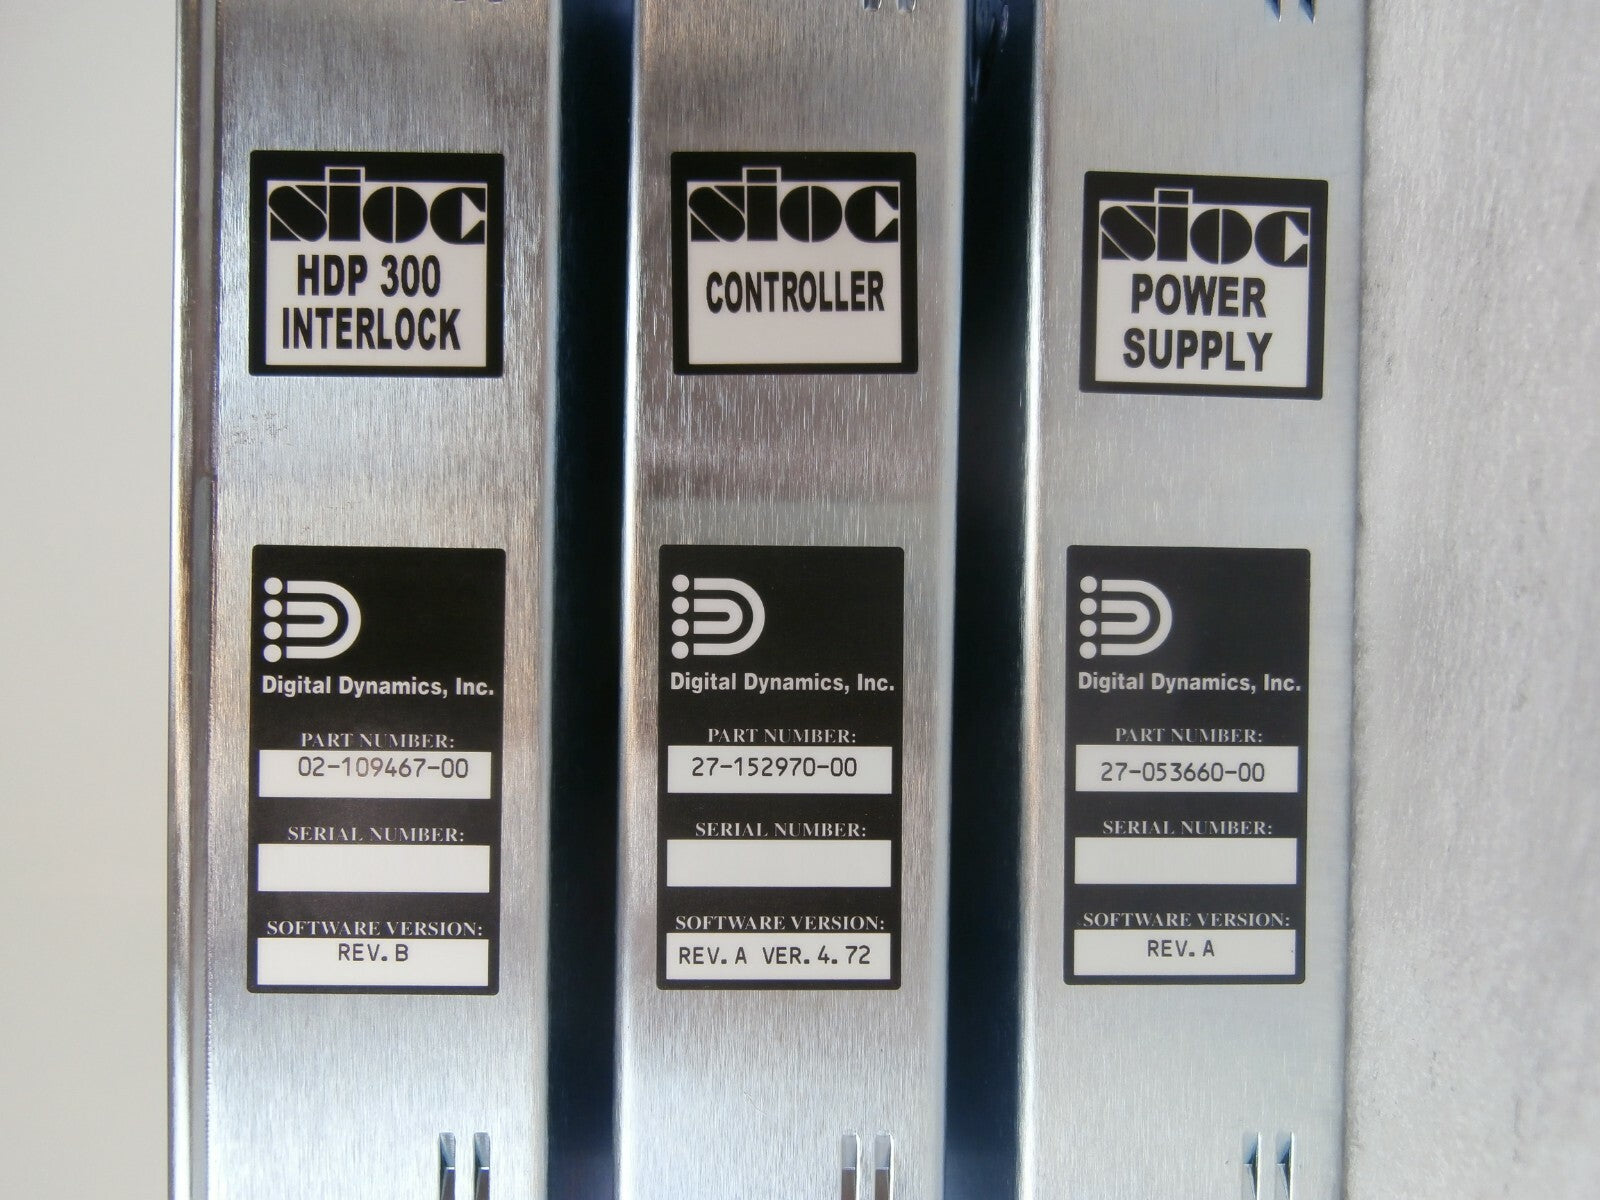 sioc
HDP 300
INTERLOCK
Digital Dynamics, Inc.
PART NUMBER:
02-109467-00
SERIAL NUMBER:
SOFTWARE VERSION:
REV. B
sioc
CONTROLLER
Digital Dynamics, Inc.
PART NUMBER:
27-152970-00
SERIAL NUMBER:
SOFTWARE VERSION:
REV. A VER. 4.72
sioc
POWER
SUPPLY
Digital Dynamics, Inc.
PART NUMBER:
27-053660-00
SERIAL NUMBER:
SOFTWARE VERSION:
REV. A